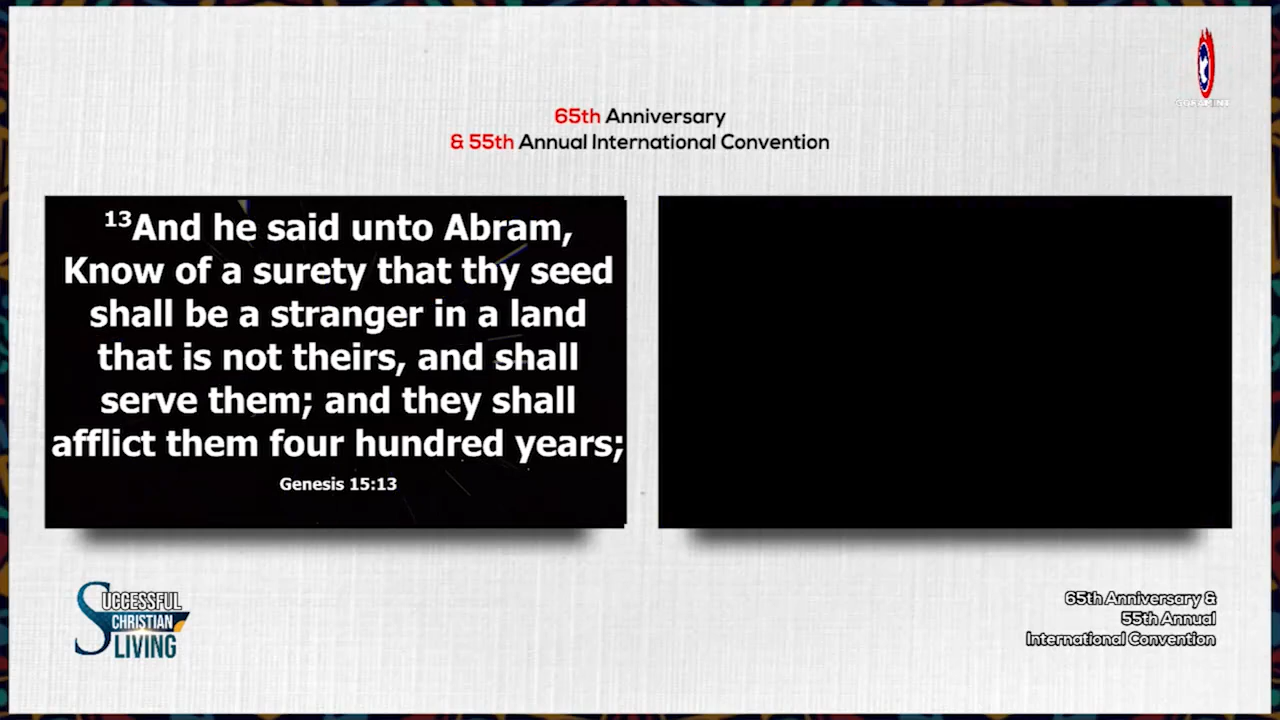 65th Anniversary
& 55th Annual International Convention
13And he said unto Abram,
Know of a surety that thy seed
shall be a stranger in a land
that is not theirs, and shall
serve them; and they shall
afflict them four hundred years;
Genesis 15:13
SUCCESSFUL
CHRISTIAN
LIVING
65th Anniversary &
55th Annual
International Convention